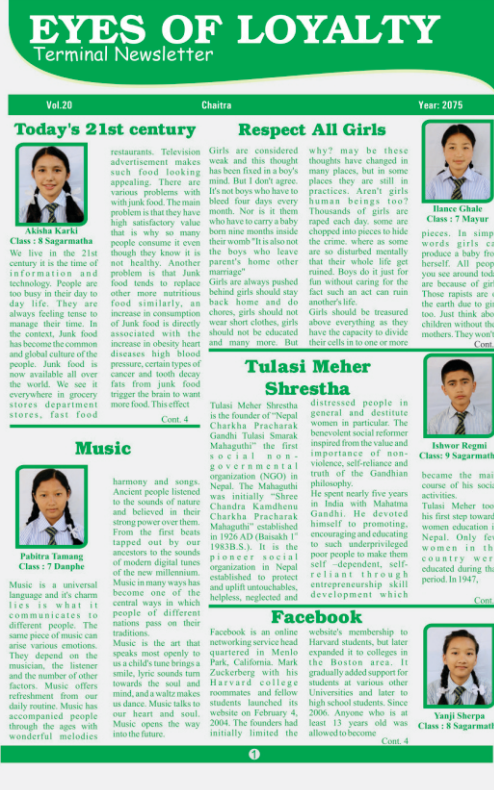 EYES OF LOYALTY
Terminal Newsletter
Vol.20
Chaitra
Year: 2075
Today's 21st century
Akisha Karki
Class : 8 Sagarmatha
We live in the 21st
century it is the time of
information and
technology. People are
too busy in their day to
day life. They are
always feeling tense to
manage their time. In
the context, Junk food
has become the common
and global culture of the
people. Junk food is
now available all over
the world. We see it
everywhere in grocery
stores department
stores, fast food
restaurants. Television
advertisement makes
such food looking
appealing. There are
various problems with
with junk food. The main
problem is that they have
high satisfactory value
that is why so many
people consume it even
though they know it is
not healthy. Another
problem is that Junk
food tends to replace
other more nutritious
food similarly, an
increase in consumption
of Junk food is directly
associated with the
increase in obesity heart
diseases high blood
pressure, certain types of
cancer and tooth decay
fats from junk food
trigger the brain to want
more food. This effect
Cont. 4
Respect All Girls
Girls are considered
weak and this thought
has been fixed in a boy's
mind. But I don't agree.
It's not boys who have to
bleed four days every
month. Nor is it them
who have to carry a baby
born nine months inside
their womb "It is also not
the boys who leave
parent's home other
marriage"
Girls are always pushed
behind girls should stay
back home and do
chores, girls should not
wear short clothes, girls
should not be educated
and many more. But
why? may be these
thoughts have changed in
many places, but in some
places they are still in
practices. Aren't girls
human beings too?
Thousands of girls are
raped each day, some are
chopped into pieces to hide
the crime. where as some
are so disturbed mentally
that their whole life get
ruined. Boys do it just for
fun without caring for the
fact such an act can ruin
another's life.
Girls should be treasured
above everything as they
have the capacity to divide
their cells in to one or more
Ilance Ghale
Class : 7 Mayur
pieces. In simp
words girls ca
produce a baby fro
herself. All peop
you see around toda
are because of girl
Those rapists are
the earth due to gi
too. Just think abo
children without the
mothers. They won't
Cont.
Music
Pabitra Tamang
Class : 7 Danphe
Music is a universal
language and it's charm
lies is what it
communicates to
different people. The
same piece of music can
arise various emotions.
They depend on the
musician, the listener
and the number of other
factors. Music offers
refreshment from our
daily routine. Music has
accompanied people
through the ages with
wonderful melodies
harmony and songs.
Ancient people listened
to the sounds of nature
and believed in their
strong power over them.
From the first beats
tapped out by our
ancestors to the sounds
of modern digital tunes
of the new millennium.
Music in many ways has
become one of the
central ways in which
people of different
nations pass on their
traditions.
Music is the art that
speaks most openly to
us a child's tune brings a
smile, lyric sounds turn
towards the soul and
mind, and a waltz makes
us dance. Music talks to
our heart and soul.
Music opens the way
into the future.
Tulasi Meher
Shrestha
Tulasi Meher Shrestha
is the founder of "Nepal
Charkha Pracharak
Gandhi Tulasi Smarak
Mahaguthi" the first
social non-
governmental
organization (NGO) in
Nepal. The Mahaguthi
was initially "Shree
Chandra Kamdhenu
Charkha Pracharak
Mahaguthi" established
in 1926 AD (Baisakh 1"
1983B.S.). It is the
pioneer social
organization in Nepal
established to protect
and uplift untouchables,
helpless, neglected and
distressed people in
general and destitute
women in particular. The
benevolent social reformer
inspired from the value and
importance of non-
violence, self-reliance and
truth of the Gandhian
philosophy.
He spent nearly five years
in India with Mahatma
Gandhi. He devoted
himself to promoting,
encouraging and educating
to such underprivileged
poor people to make them
self –dependent, self-
reliant through
entrepreneurship skill
development which
Ishwor Regmi
Class: 9 Sagarmath
became the mai
course of his socia
activities.
Tulasi Meher too
his first step toward
women education i
Nepal. Only few
women in th
country wer
educated during tha
period. In 1947,
Cont.
Facebook
Facebook is an online
networking service head
quartered in Menlo
Park, California. Mark
Zuckerberg with his
Harvard college
roommates and fellow
students launched its
website on February 4,
2004. The founders had
initially limited the
website's membership to
Harvard students, but later
expanded it to colleges in
the Boston area. It
gradually added support for
students at various other
Universities and later to
high school students. Since
2006. Anyone who is at
least 13 years old was
allowed to become
Cont. 4
Yanji Sherpa
Class : 8 Sagarmath
1